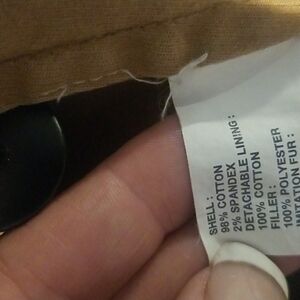 SHELL:
98% COTTON
2% SPANDEX
DETACHABLE LINING:
100% COTTON
FILLER:
100% POLYESTER
IMITATION FUR: